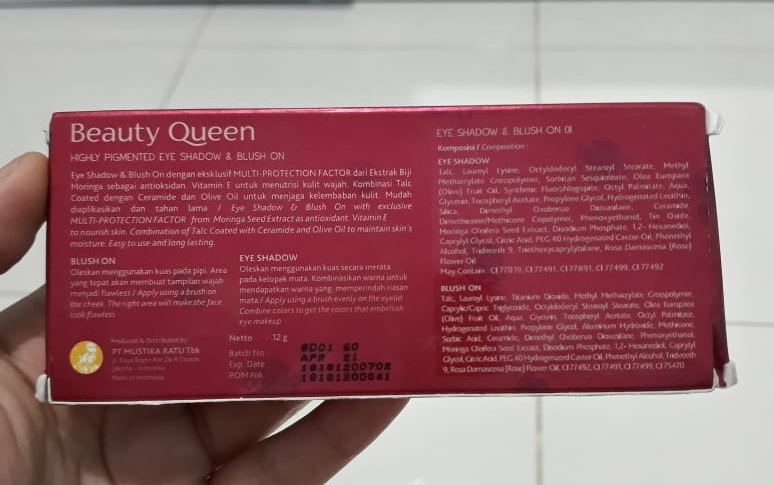 Beauty Queen
HIGHLY PIGMENTED EYE SHADOW & BLUSH ON
Eye Shadow & Blush On dengan eksklusif MULTI-PROTECTION FACTOR dari Ekstrak Biji
Moringa sebagai antioksidan. Vitamin E untuk menutrisi kulit wajah. Kombinasi Talc
Coated dengan Ceramide dan Olive Oil untuk menjaga kelembaban kulit. Mudah
diaplikasikan dan tahan lama / Eye Shadow & Blush On with exclusive
MULTI-PROTECTION FACTOR from Moringa Seed Extract as antioxidant. Vitamin E
to nourish skin. Combination of Talc Coated with Ceramide and Olive Oil to maintain skin's
moisture. Easy to use and long lasting.
BLUSH ON
Oleskan menggunakan kuas pada pipi. Area
yang tepat akan membuat tampilan wajah
menjadi flawless / Apply using a brush on
the cheek. The right area will make the face
look flawless
EYE SHADOW
Oleskan menggunakan kuas secara merata
pada kelopak mata. Kombinasikan warna untuk
mendapatkan warna yang memperindah riasan
mata / Apply using a brush evenly on the eyelid
Combine colors to get the colors that embellish
eye makeup
Produced & Distributed by
PT MUSTIKA RATU Tbk
Jl. Raya Bogor Km 26.4 Ciracas
Jakarta - Indonesia
Made in Indonesia
Netto : 12 g
Batch No
Exp. Date APR 21
POM NA
EYE SHADOW & BLUSH ON 01
Komposisi / Composition :
EYE SHADOW
Talc, Lauroyl Lysine, Octyldodecyl Stearoyl Stearate, Methyl
Methacrylate Crosspolymer, Sorbitan Sesquioleate, Olea Europaea
(Olive) Fruit Oil, Synthetic Fluorphlogopite, Octyl Palmitate, Aqua,
Glycerin, Tocopheryl Acetate, Propylene Glycol, Hydrogenated Lecithin,
Silica, Dimethyl Oxobenzo Dioxasilane, Ceramide,
Dimethicone/Methicone Copolymer, Phenoxyethanol, Tin Oxide,
Moringa Oleifera Seed Extract, Disodium Phosphate, 1,2- Hexanediol,
Caprylyl Glycol, Citric Acid, PEG 40 Hydrogenated Castor Oil, Phenethyl
Alcohol, Trideceth 9, Triethoxycaprylylsilane, Rosa Damascena (Rose)
Flower Oil
May Contain : CI 77019, CI 77491, CI 77891, CI 77499, CI 77492
BLUSH ON
Talc, Lauroyl Lysine, Titanium Dioxide, Methyl Methacrylate Crosspolymer,
Caprylic/Capric Triglyceride, Octyldodecyl Stearoyl Stearate, Olea Europaea
(Olive) Fruit Oil, Aqua, Glycerin, Tocopheryl Acetate, Octyl Palmitate,
Hydrogenated Lecithin, Propylene Glycol, Aluminum Hydroxide, Methicone,
Sorbic Acid, Ceramide, Dimethyl Oxobenzo Dioxasilane, Phenoxyethanol,
Moringa Oleifera Seed Extract, Disodium Phosphate, 1,2- Hexanediol, Caprylyl
Glycol, Citric Acid, PEG 40 Hydrogenated Castor Oil, Phenethyl Alcohol, Trideceth
9, Rosa Damascena (Rose) Flower Oil, CI 77492, CI 77491, CI 77499, CI 75470